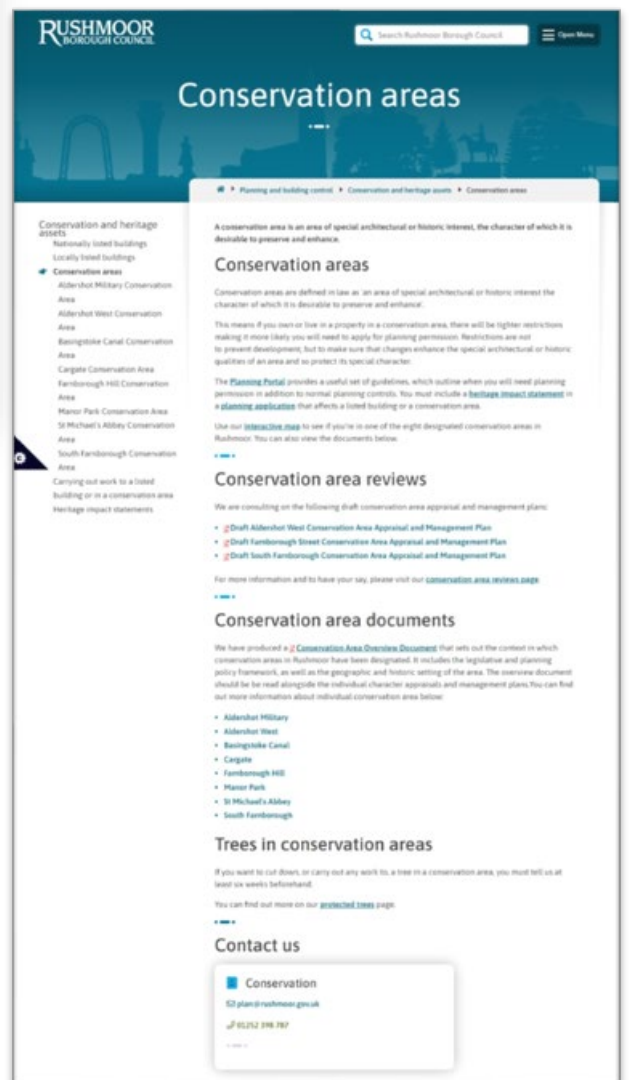 RUSHMOOR
BOROUGH COUNCIL
Search Rushmoor Borough Council
Open Menu
Conservation areas
Planning and building control
Conservation and heritage assets
Conservation areas
Conservation and heritage
assets
Nationally listed buildings
Locally listed buildings
Conservation areas
Aldershot Military Conservation
Area
Aldershot West Conservation
Area
Basingstoke Canal Conservation
Area
Cargate Conservation Area
Farnborough Hill Conservation
Area
Manor Park Conservation Area
St Michael's Abbey Conservation
Area
South Farnborough Conservation
Area
Carrying out work to a listed
building or in a conservation area
Heritage impact statements
A conservation area is an area of special architectural or historic interest, the character of which it is
desirable to preserve and enhance.
Conservation areas
Conservation areas are defined in law as 'an area of special architectural or historic interest the
character of which it is desirable to preserve and enhance'.
This means if you own or live in a property in a conservation area, there will be tighter restrictions
making it more likely you will need to apply for planning permission. Restrictions are not
to prevent development, but to make sure that changes enhance the special architectural or historic
qualities of an area and so protect its special character.
The Planning Portal provides a useful set of guidelines, which outline when you will need planning
permission in addition to normal planning controls. You must include a heritage impact statement in
a planning application that affects a listed building or a conservation area.
Use our interactive map to see if you're in one of the eight designated conservation areas in
Rushmoor. You can also view the documents below.
Conservation area reviews
We are consulting on the following draft conservation area appraisal and management plans:
• Draft Aldershot West Conservation Area Appraisal and Management Plan
• Draft Farnborough Street Conservation Area Appraisal and Management Plan
• Draft South Farnborough Conservation Area Appraisal and Management Plan
For more information and to have your say, please visit our conservation area reviews page.
Conservation area documents
We have produced a Conservation Area Overview Document that sets out the context in which
conservation areas in Rushmoor have been designated. It includes the legislative and planning
policy framework, as well as the geographic and historic setting of the area. The overview document
should be be read alongside the individual character appraisals and management plans.You can find
out more information about individual conservation area below:
• Aldershot Military
• Aldershot West
• Basingstoke Canal
• Cargate
• Farnborough Hill
• Manor Park
• St Michael's Abbey
• South Farnborough
Trees in conservation areas
If you want to cut down, or carry out any work to, a tree in a conservation area, you must tell us at
least six weeks beforehand.
You can find out more on our protected trees page.
Contact us
Conservation
plan@rushmoor.gov.uk
01252 398 787